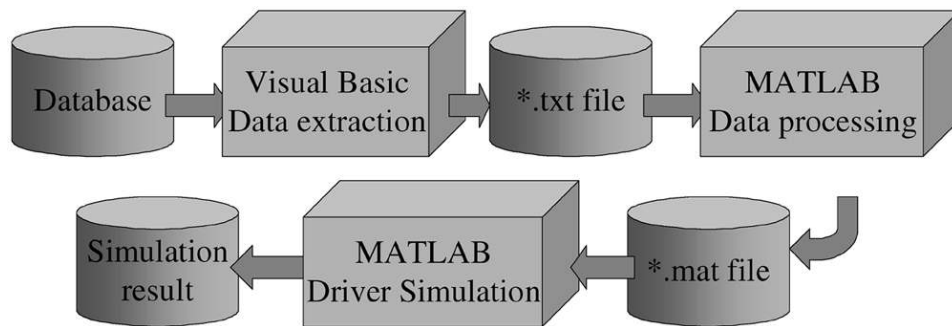 Database
Visual Basic
Data extraction
*.txt file
MATLAB
Data processing
*.mat file
MATLAB
Driver Simulation
Simulation
result